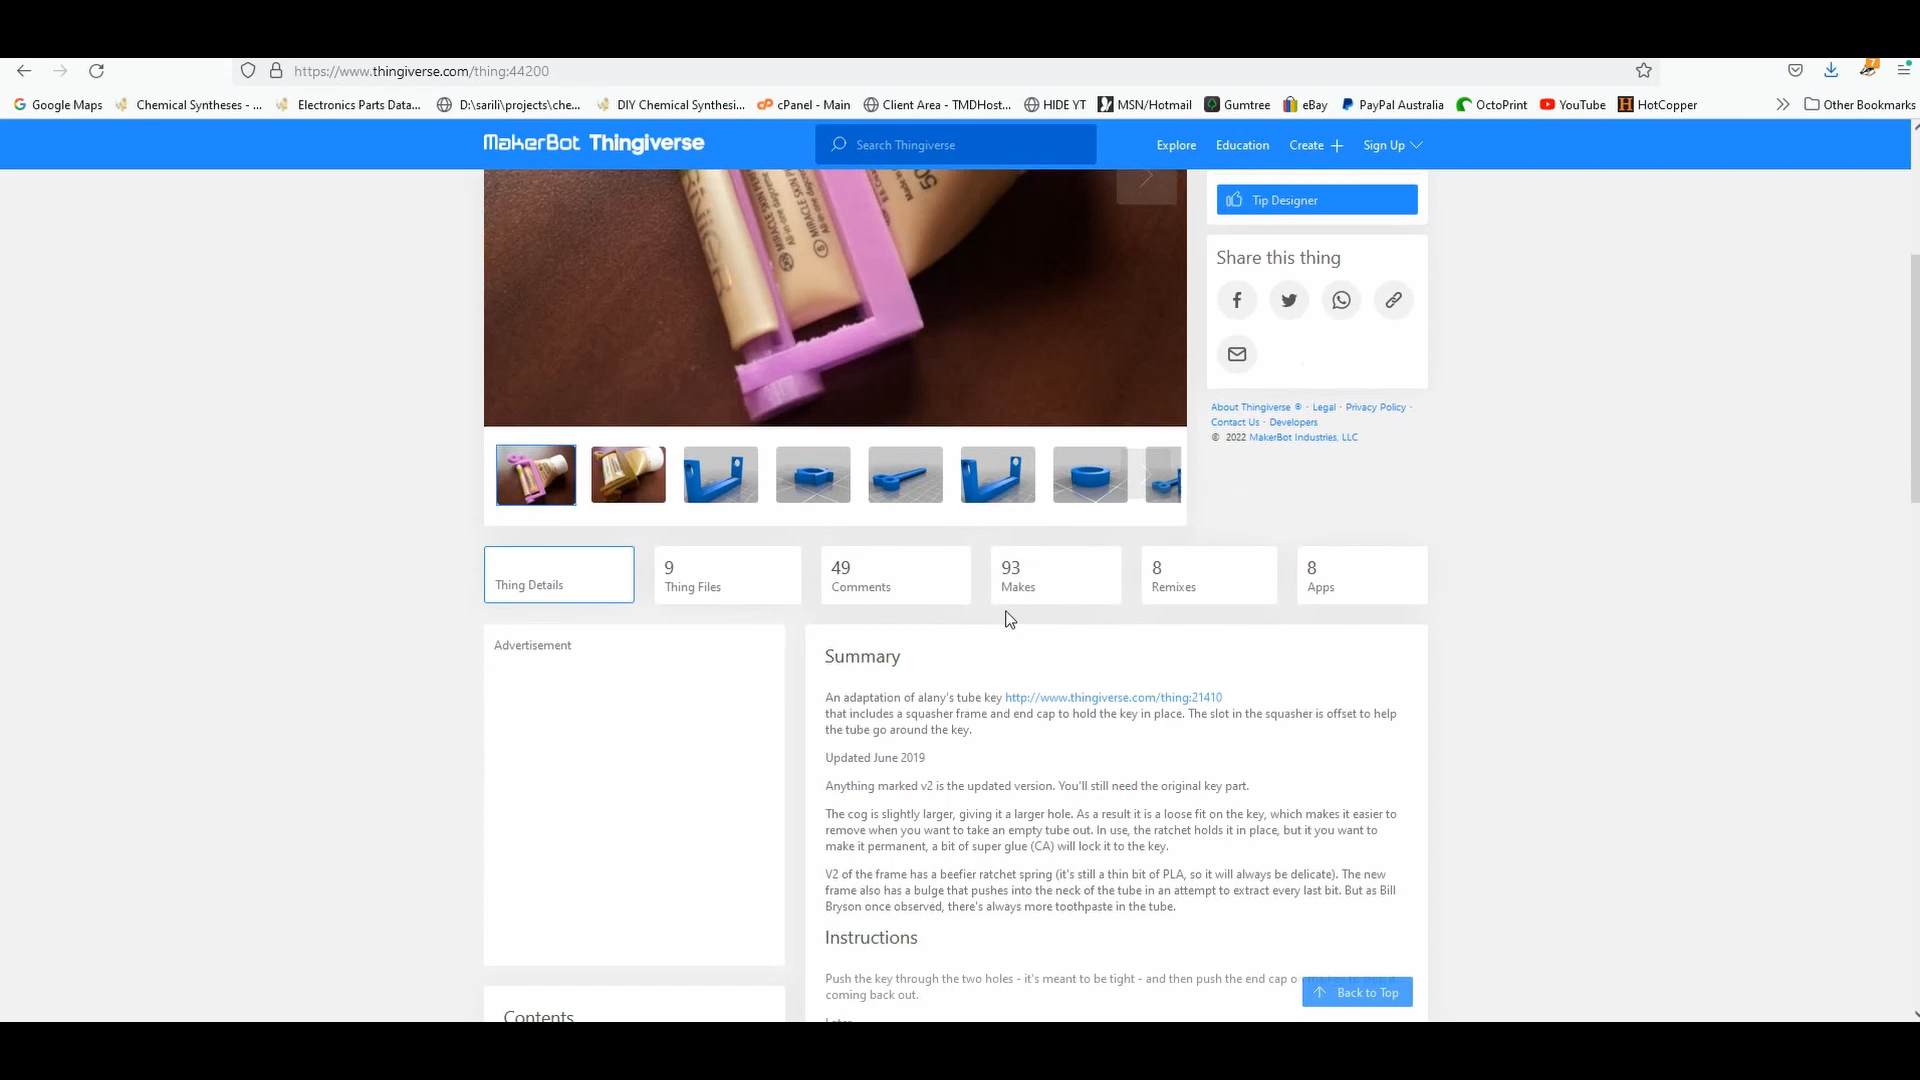 https://www.thingiverse.com/thing:44200
7
Google Maps
Chemical Syntheses - ...
Electronics Parts Data...
D:\sarili\projects\che...
DIY Chemical Synthesi...
cPanel - Main
Client Area - TMDHost...
HIDE YT
MSN/Hotmail
Gumtree
eBay
PayPal Australia
OctoPrint
YouTube
HotCopper
Other Bookmarks
MakerBot Thingiverse
Search Thingiverse
Explore
Education
Create
Sign Up
MIRACLE SKIN
All-in-one
50
Tip Designer
Share this thing
About Thingiverse ® · Legal · Privacy Policy ·
Contact Us · Developers
© 2022 MakerBot Industries, LLC
Thing Details
9
Thing Files
49
Comments
93
Makes
8
Remixes
8
Apps
Advertisement
Summary
An adaptation of alany's tube key http://www.thingiverse.com/thing:21410
that includes a squasher frame and end cap to hold the key in place. The slot in the squasher is offset to help
the tube go around the key.
Updated June 2019
Anything marked v2 is the updated version. You'll still need the original key part.
The cog is slightly larger, giving it a larger hole. As a result it is a loose fit on the key, which makes it easier to
remove when you want to take an empty tube out. In use, the ratchet holds it in place, but it you want to
make it permanent, a bit of super glue (CA) will lock it to the key.
V2 of the frame has a beefier ratchet spring (it's still a thin bit of PLA, so it will always be delicate). The new
frame also has a bulge that pushes into the neck of the tube in an attempt to extract every last bit. But as Bill
Bryson once observed, there's always more toothpaste in the tube.
Instructions
Push the key through the two holes - it's meant to be tight - and then push the end cap o
coming back out.
Back to Top
Contents